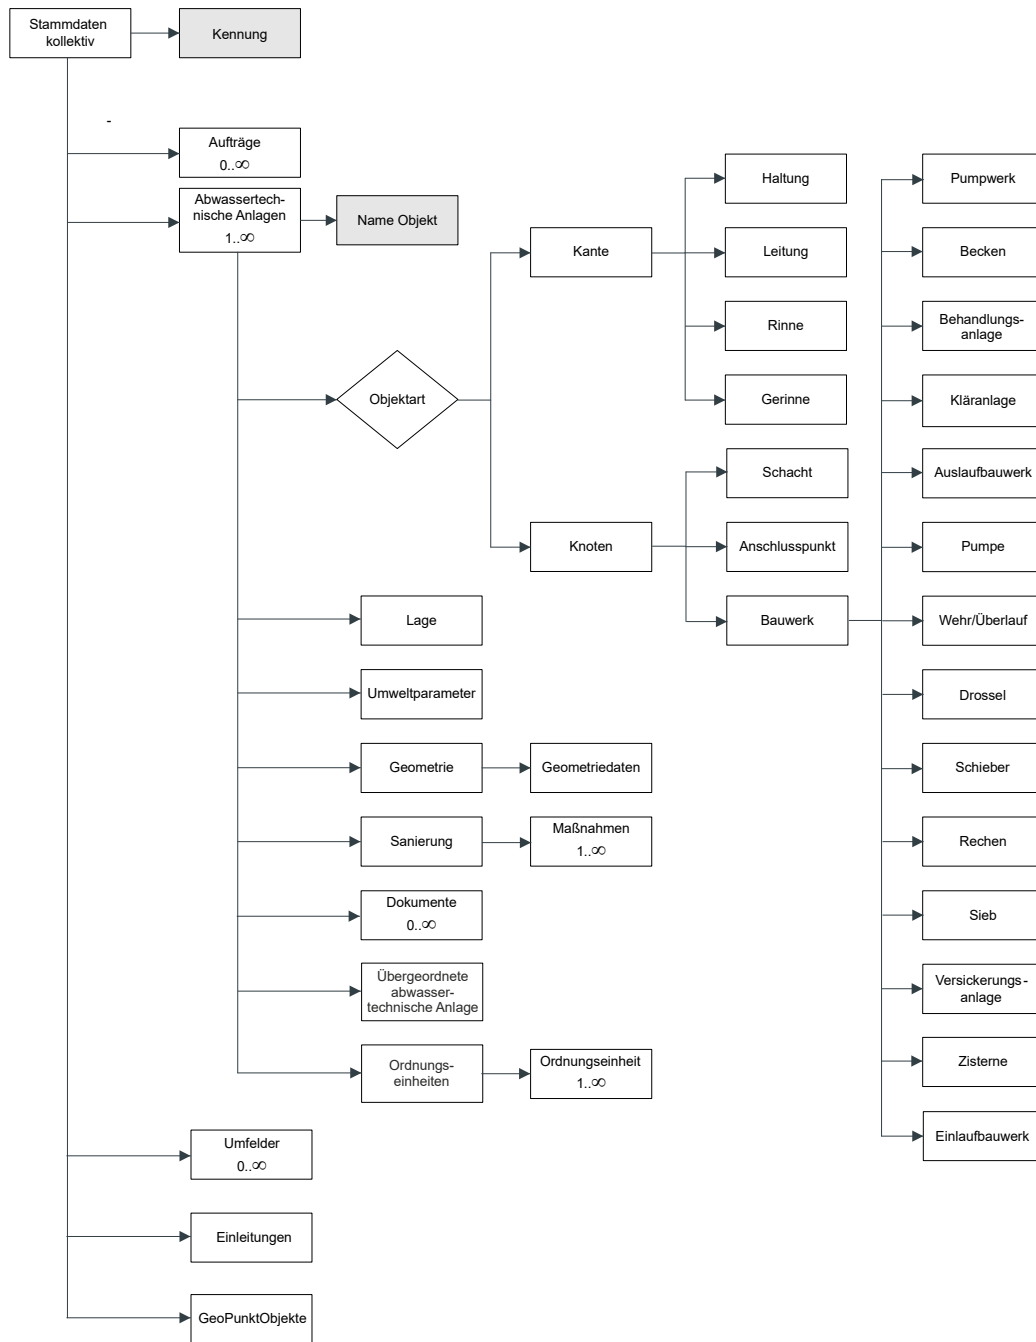 Stammdaten
kollektiv
Kennung
-
Aufträge
0..∞
Abwassertech-
nische Anlagen
1..∞
Name Objekt
Objektart
Kante
Haltung
Leitung
Rinne
Gerinne
Knoten
Schacht
Anschlusspunkt
Bauwerk
Pumpwerk
Becken
Behandlungs-
anlage
Kläranlage
Auslaufbauwerk
Pumpe
Wehr/Überlauf
Drossel
Schieber
Rechen
Sieb
Versickerungs-
anlage
Zisterne
Einlaufbauwerk
Lage
Umweltparameter
Geometrie
Geometriedaten
Sanierung
Maßnahmen
1..∞
Dokumente
0..∞
Übergeordnete
abwasser-
technische Anlage
Ordnungs-
einheiten
Ordnungseinheit
1..∞
Umfelder
0..∞
Einleitungen
GeoPunktObjekte